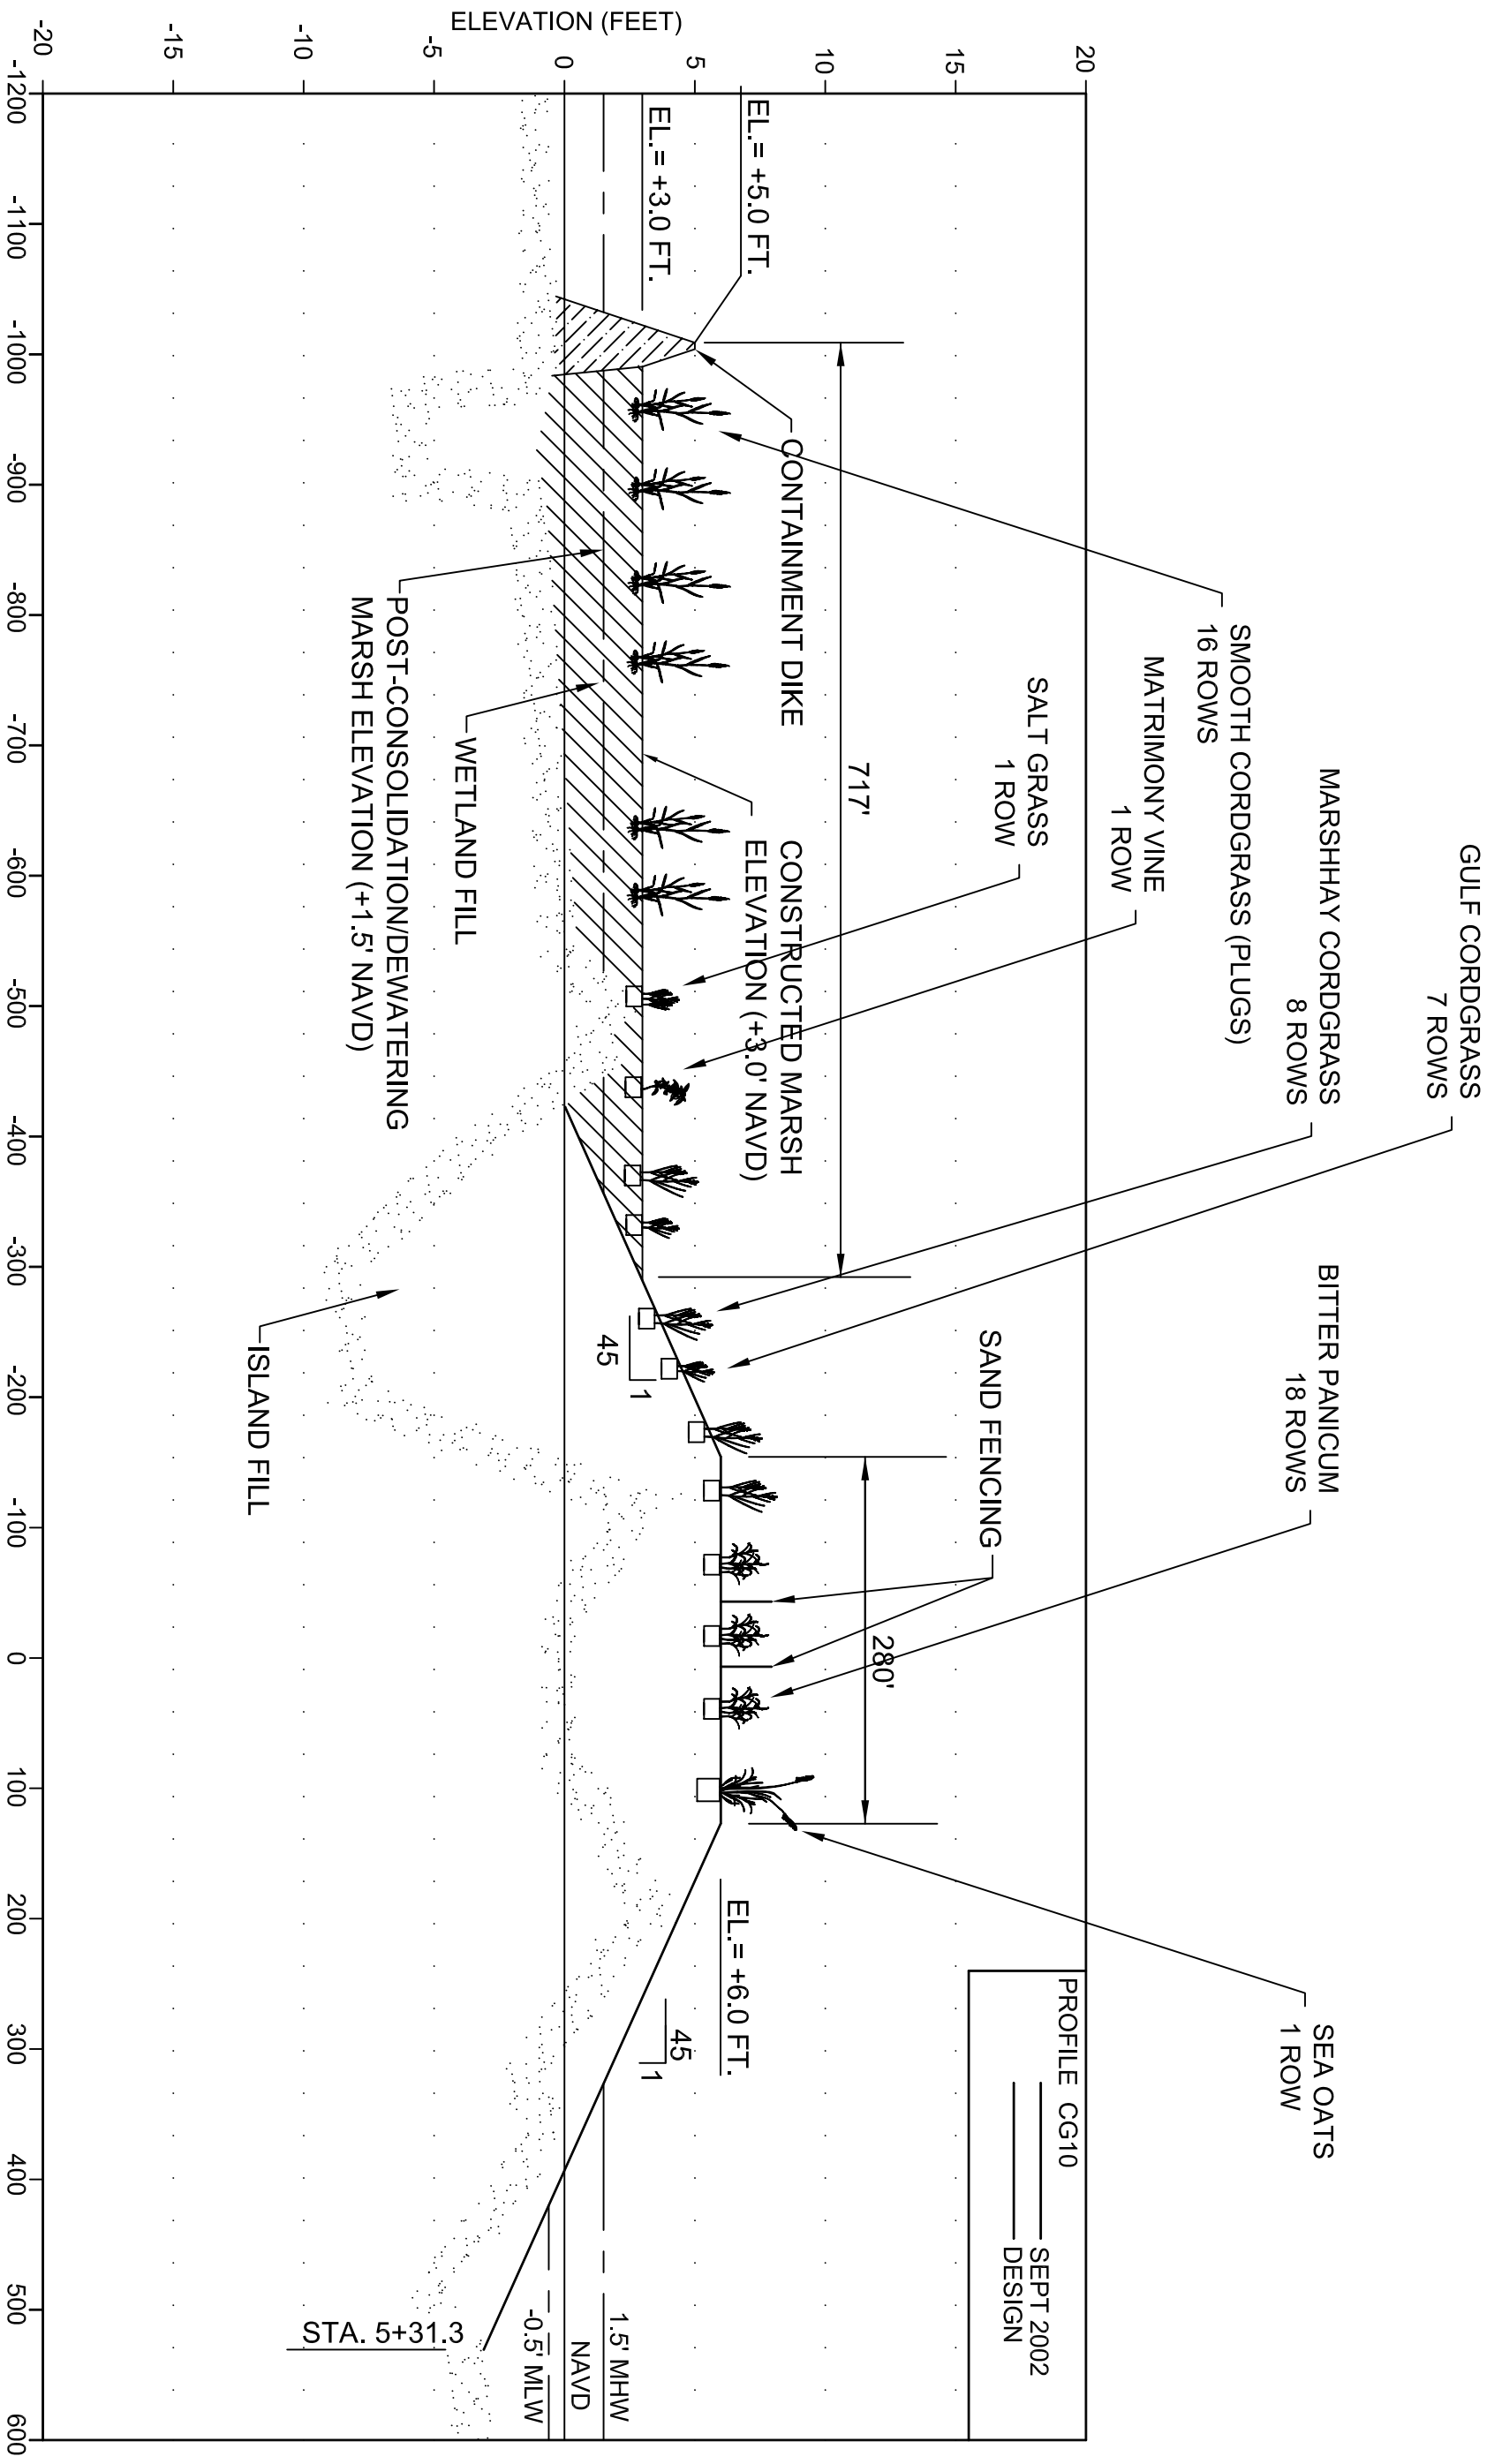 GULF CORDGRASS
7 ROWS
MARSHHAY CORDGRASS
8 ROWS
BITTER PANICUM
18 ROWS
SEA OATS
1 ROW
SMOOTH CORDGRASS (PLUGS)
16 ROWS
MATRIMONY VINE
1 ROW
SALT GRASS
1 ROW
SAND FENCING
PROFILE CG10
SEPT 2002
DESIGN
717'
280'
CONTAINMENT DIKE
CONSTRUCTED MARSH
ELEVATION (+3.0' NAVD)
EL.= +5.0 FT.
EL.= +3.0 FT.
EL.= +6.0 FT.
45
1
45
1
1.5' MHW
NAVD
-0.5' MLW
WETLAND FILL
POST-CONSOLIDATION/DEWATERING
MARSH ELEVATION (+1.5' NAVD)
ISLAND FILL
STA. 5+31.3
ELEVATION (FEET)
20
15
10
5
0
-5
-10
-15
-20
-1200
-1100
-1000
-900
-800
-700
-600
-500
-400
-300
-200
-100
0
100
200
300
400
500
600